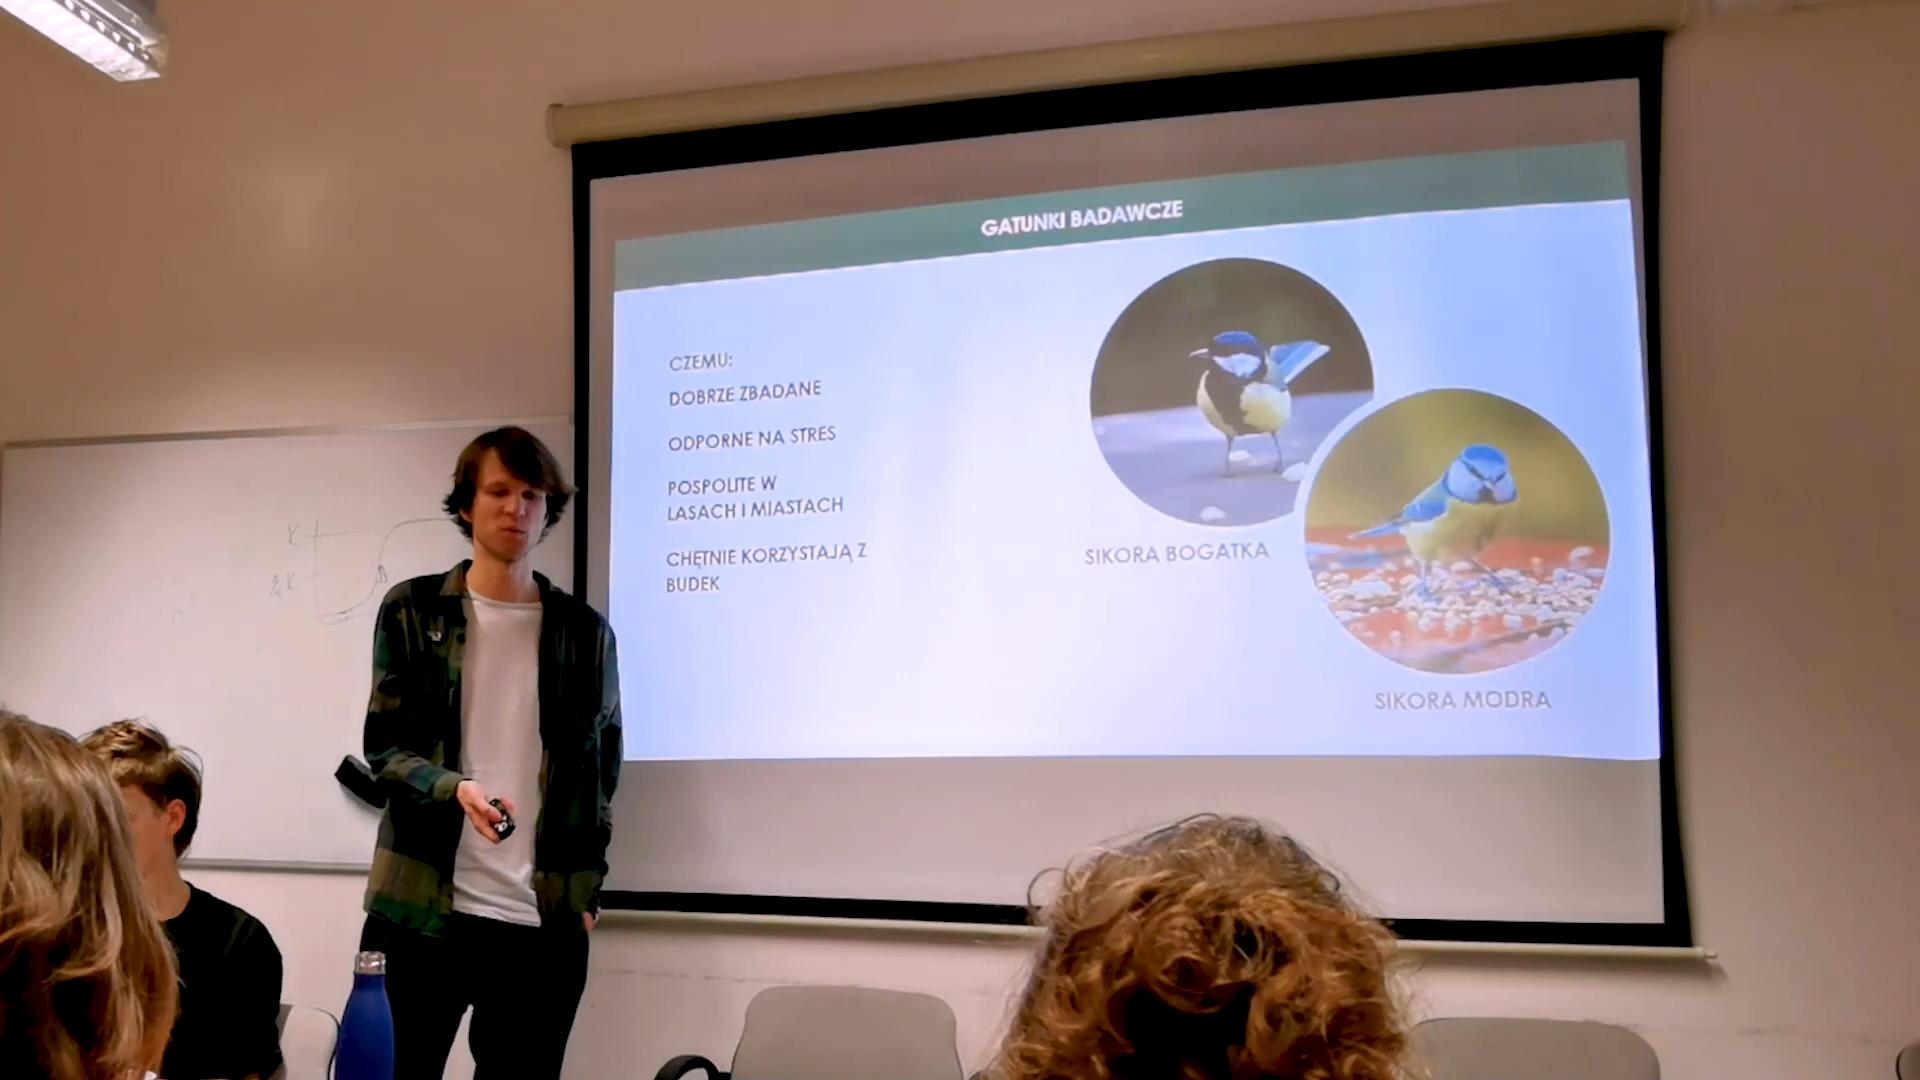 GATUNKI BADAWCZE
CZEMU:
DOBRZE ZBADANE
ODPORNE NA STRES
POSPOLITE W
LASACH I MIASTACH
CHĘTNIE KORZYSTAJĄ Z
BUDEK
SIKORA BOGATKA
SIKORA MODRA
K